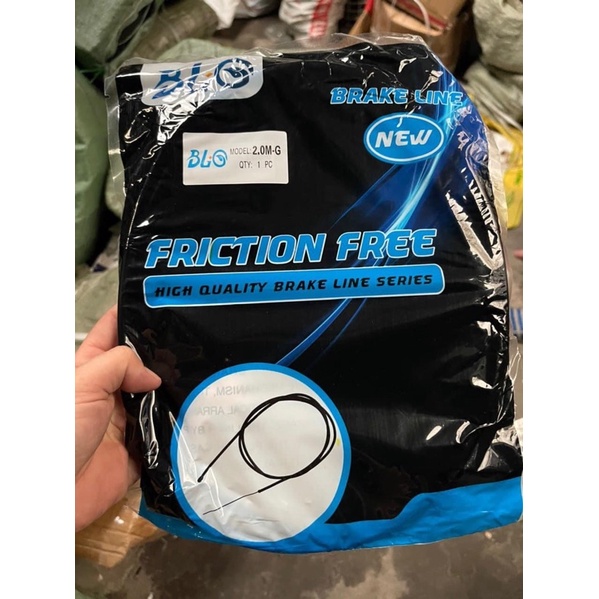 BLO
BRAKE LINE
NEW
BLO
MODEL: 2.0M-G
QTY: 1 PC
FRICTION FREE
HIGH QUALITY BRAKE LINE SERIES